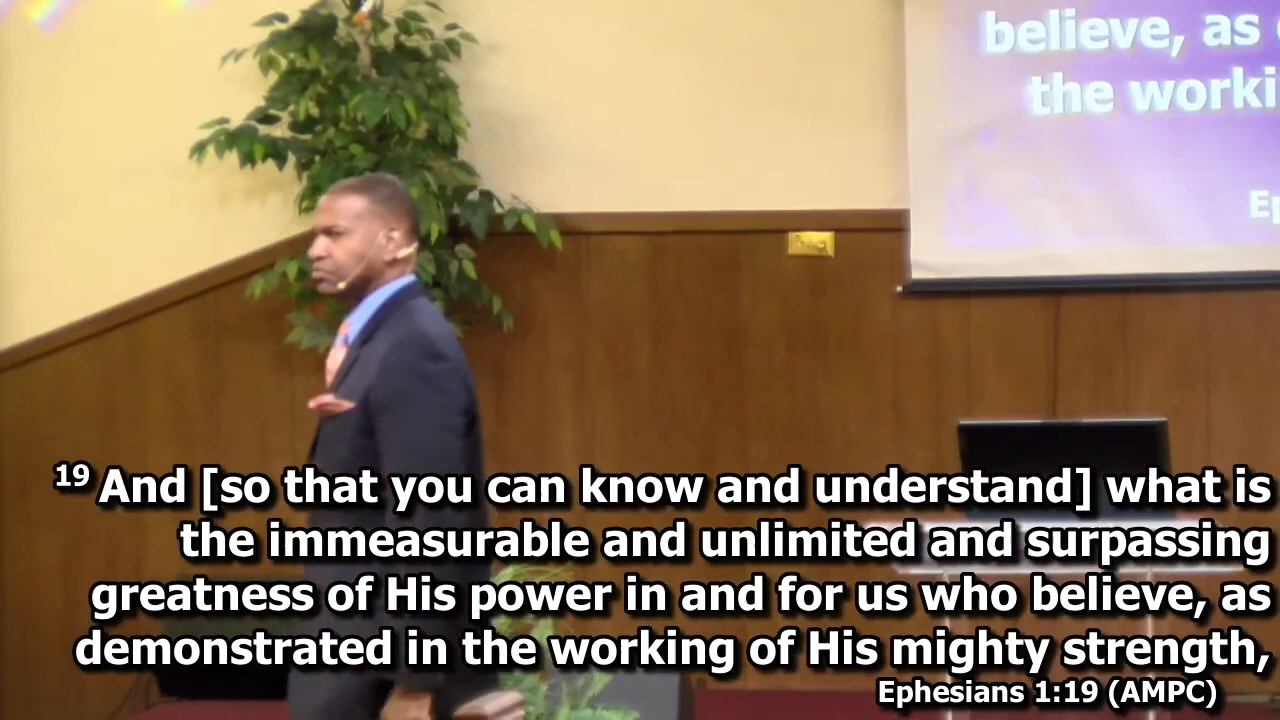 believe, as
the worki
Ep
19 And [so that you can know and understand] what is
the immeasurable and unlimited and surpassing
greatness of His power in and for us who believe, as
demonstrated in the working of His mighty strength,
Ephesians 1:19 (AMPC)